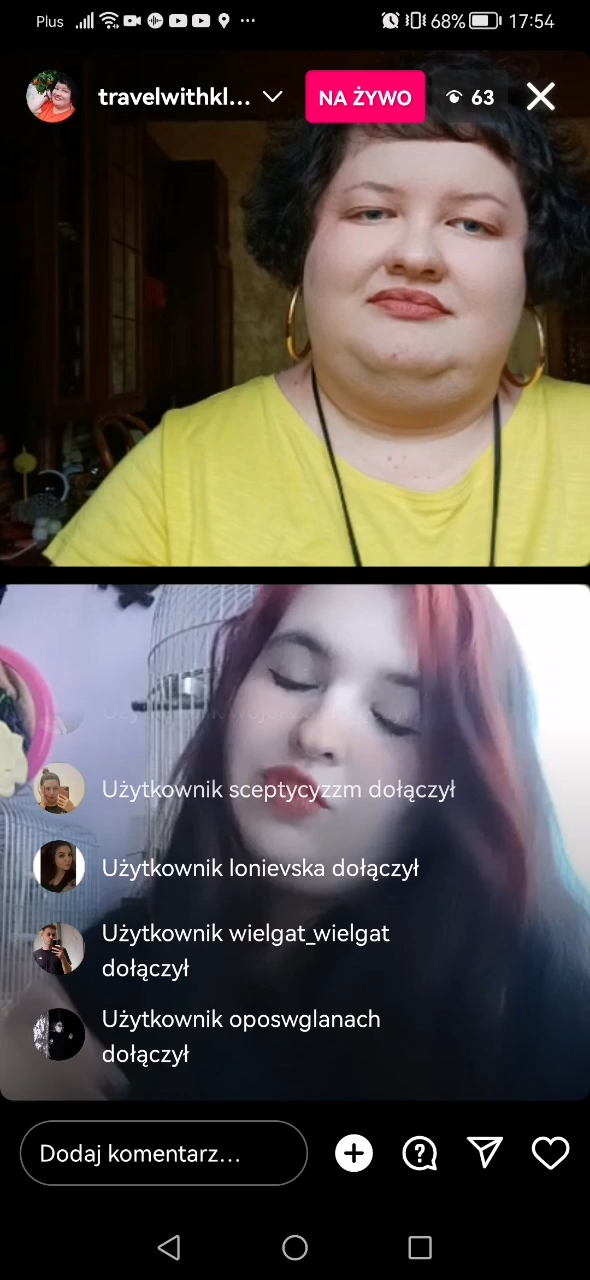 Plus 68% 17:54
travelwithkl... NA ŻYWO 63
Użytkownik sceptycyzzm dołączył
Użytkownik lonievska dołączył
Użytkownik wielgat_wielgat
dołączył
Użytkownik oposwglanach
dołączył
Dodaj komentarz...